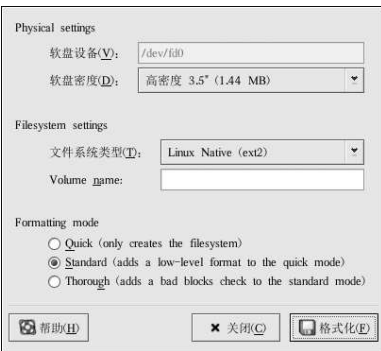 Physical settings
软盘设备(V): /dev/fd0
软盘密度(D): 高密度 3.5" (1.44 MB)
Filesystem settings
文件系统类型(T): Linux Native (ext2)
Volume name:
Formatting mode
Quick (only creates the filesystem)
Standard (adds a low-level format to the quick mode)
Thorough (adds a bad blocks check to the standard mode)
帮助(H) 关闭(C) 格式化(F)